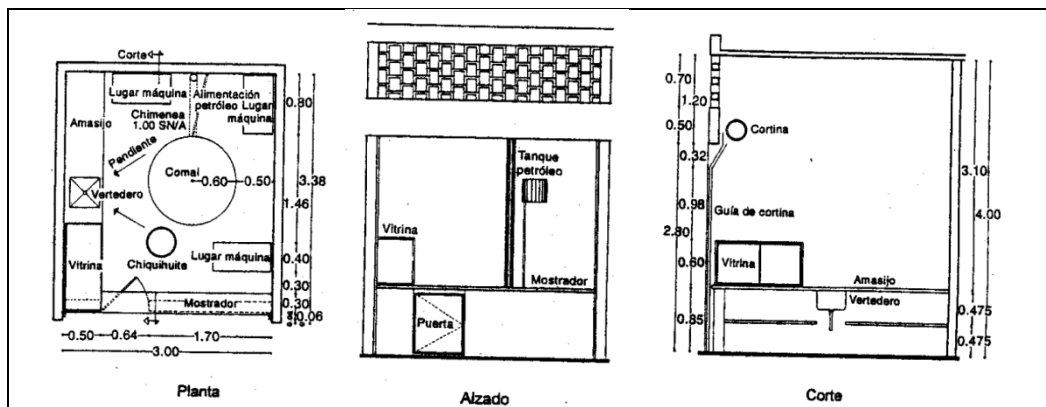 Corte
Lugar máquina
Alimentación
petróleo
Lugar
máquina
Chimenea
1.00 SN/A
Amasijo
Pendiente
Comal
0.60
0.50
Vertedero
Vitrina
Chiquihuite
Lugar máquina
Mostrador
0.80
3.38
1.46
0.40
0.30
0.30
0.06
0.50
0.64
1.70
3.00
Planta
Tanque
petróleo
Vitrina
Mostrador
Puerta
Alzado
0.70
1.20
0.50
0.32
0.98
2.80
0.60
0.85
Cortina
Guía de cortina
Vitrina
Amasijo
Vertedero
3.10
4.00
0.475
0.475
Corte